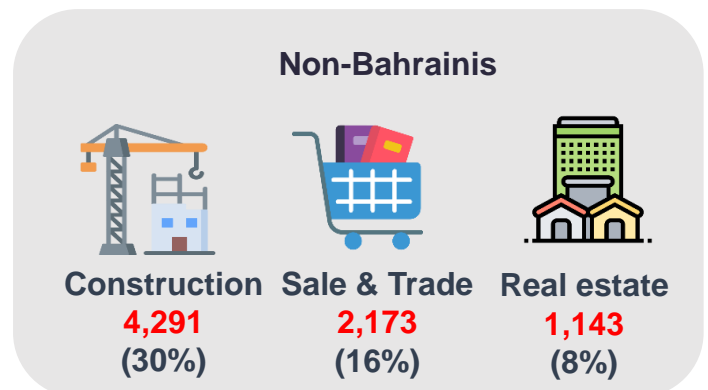 Non-Bahrainis
Construction Sale & Trade Real estate
4,291 2,173 1,143
(30%) (16%) (8%)